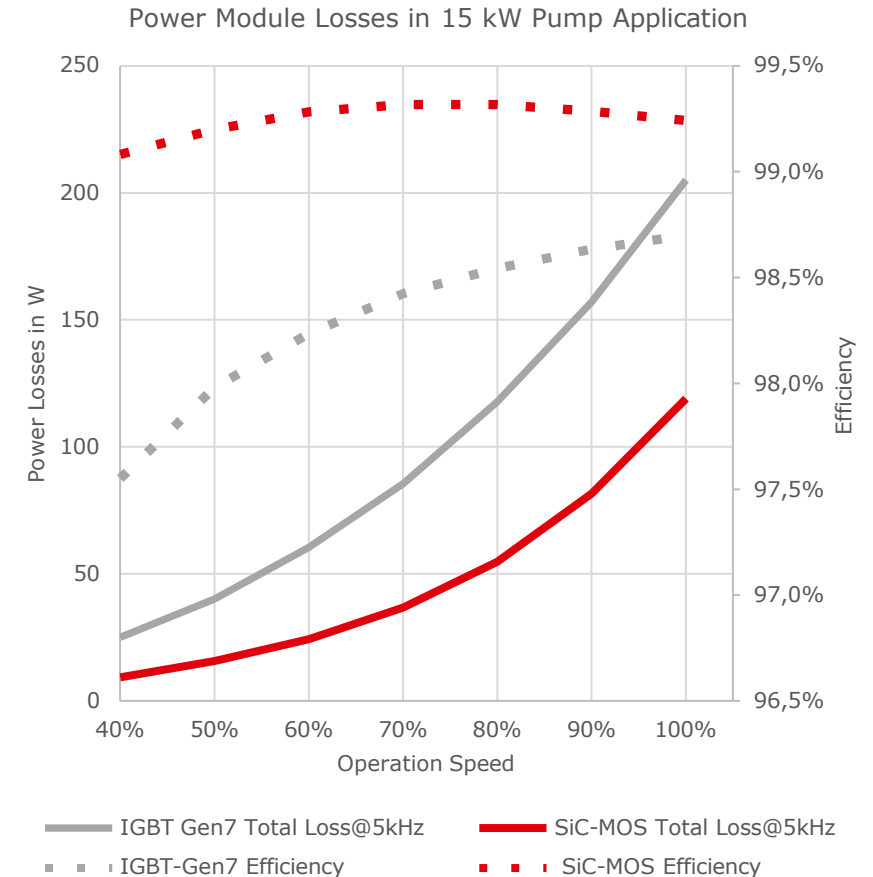 Power Module Losses in 15 kW Pump Application
250
200
150
100
50
0
Power Losses in W
99,5%
99,0%
98,5%
98,0%
97,5%
97,0%
96,5%
Efficiency
40% 50% 60% 70% 80% 90% 100%
Operation Speed
IGBT Gen7 Total Loss@5kHz SiC-MOS Total Loss@5kHz
IGBT-Gen7 Efficiency SiC-MOS Efficiency